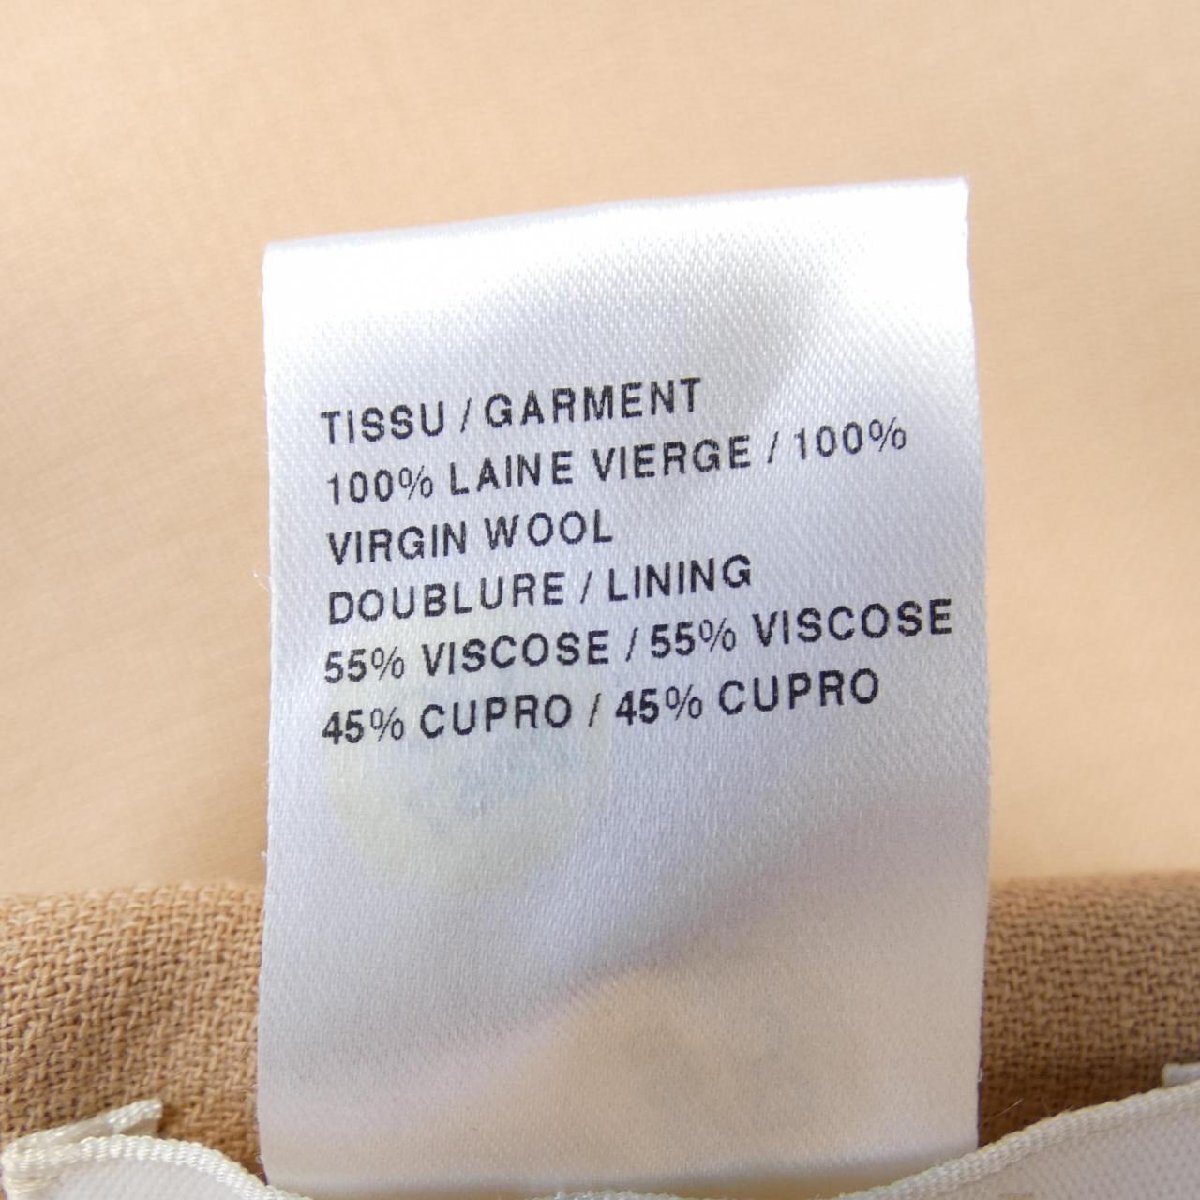 TISSU / GARMENT
100% LAINE VIERGE / 100%
VIRGIN WOOL
DOUBLURE / LINING
55% VISCOSE / 55% VISCOSE
45% CUPRO / 45% CUPRO